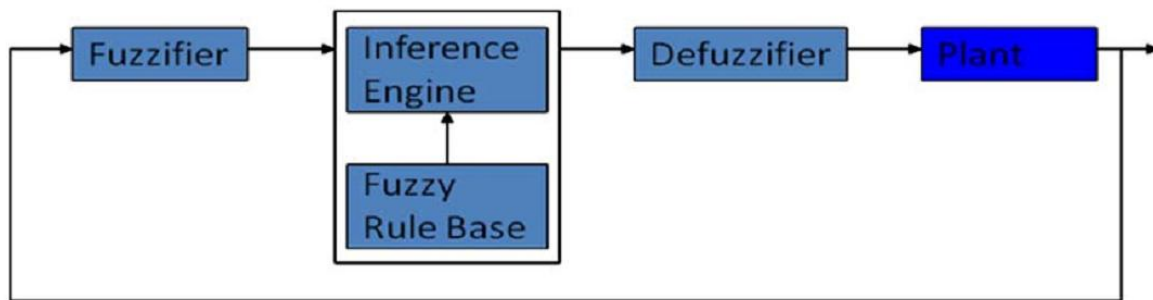 Fuzzifier
Inference
Engine
Fuzzy
Rule Base
Defuzzifier
Plant